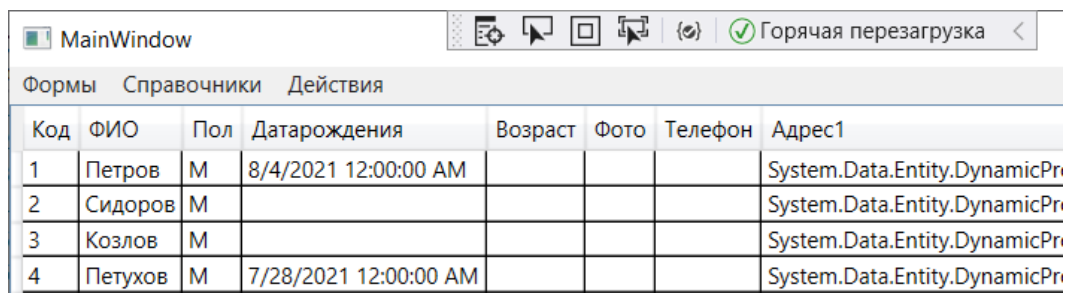 MainWindow Горячая перезагрузка
Формы Справочники Действия
Код ФИО Пол Датарождения Возраст Фото Телефон Адрес1
1 Петров М 8/4/2021 12:00:00 AM System.Data.Entity.DynamicPr
2 Сидоров М System.Data.Entity.DynamicPr
3 Козлов М System.Data.Entity.DynamicPr
4 Петухов М 7/28/2021 12:00:00 AM System.Data.Entity.DynamicPr